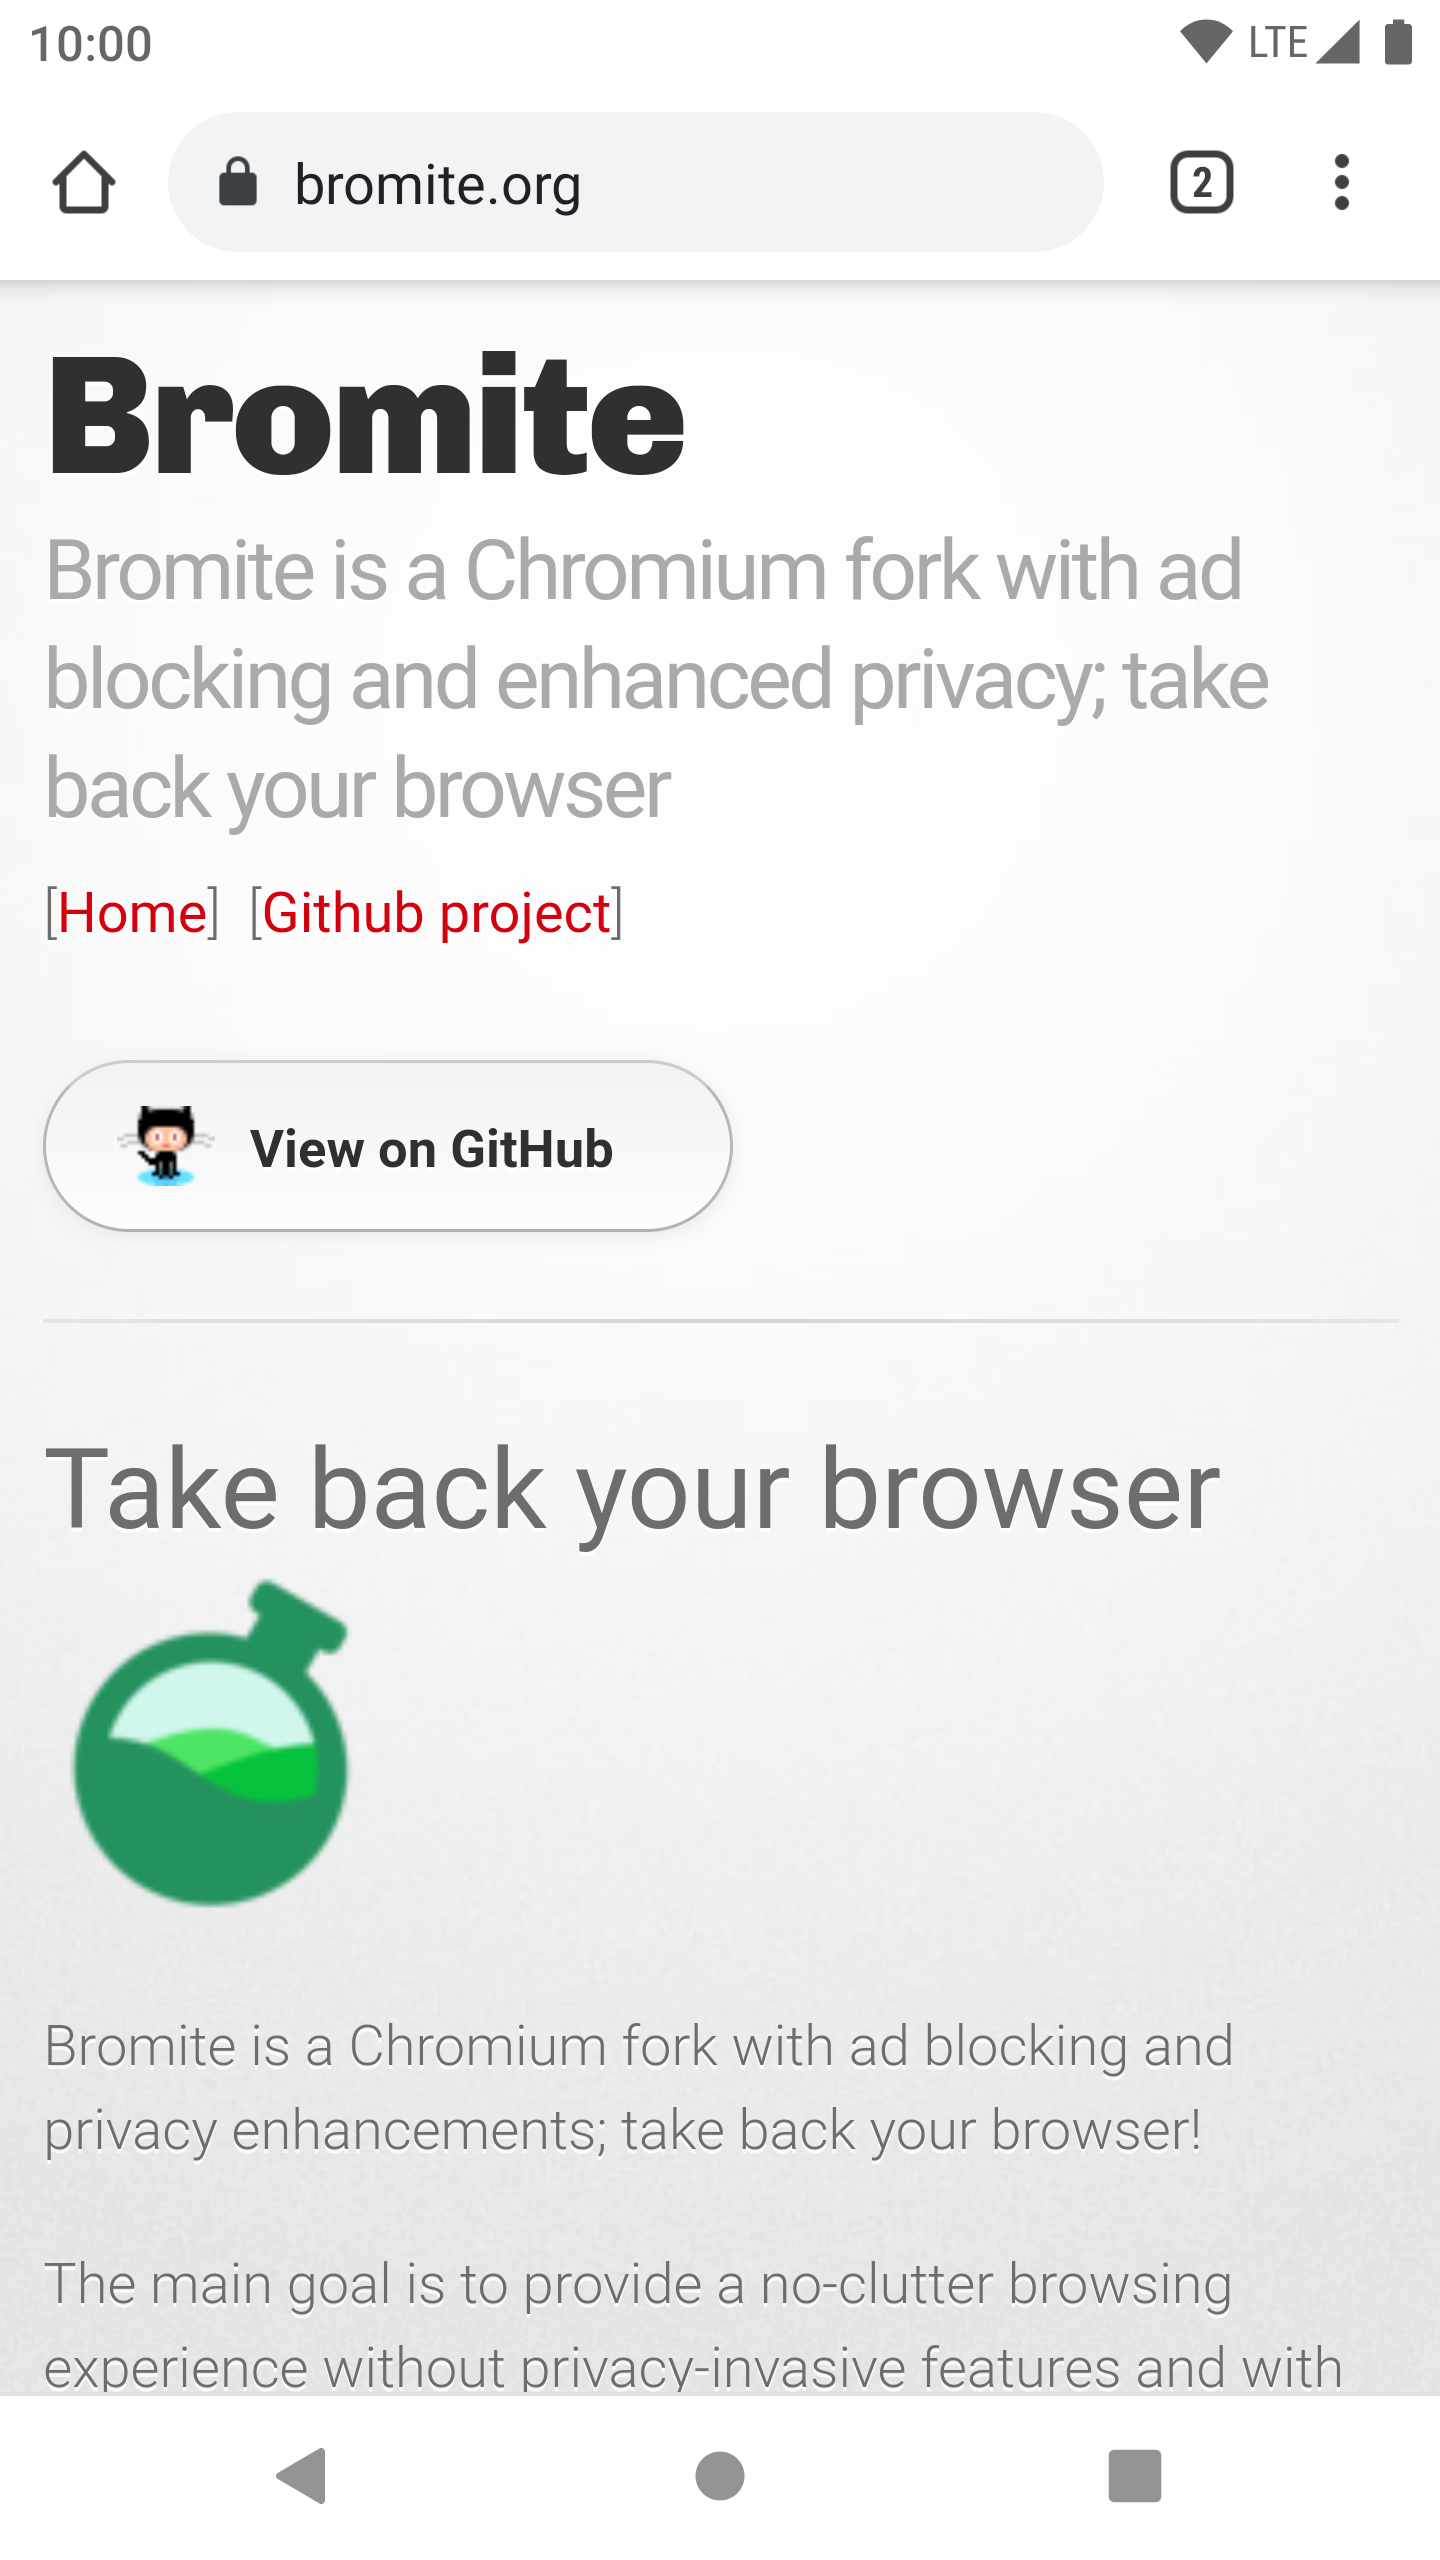 10:00
LTE
bromite.org
2
Bromite
Bromite is a Chromium fork with ad
blocking and enhanced privacy; take
back your browser
[Home] [Github project]
View on GitHub
Take back your browser
Bromite is a Chromium fork with ad blocking and
privacy enhancements; take back your browser!
The main goal is to provide a no-clutter browsing
experience without privacy-invasive features and with